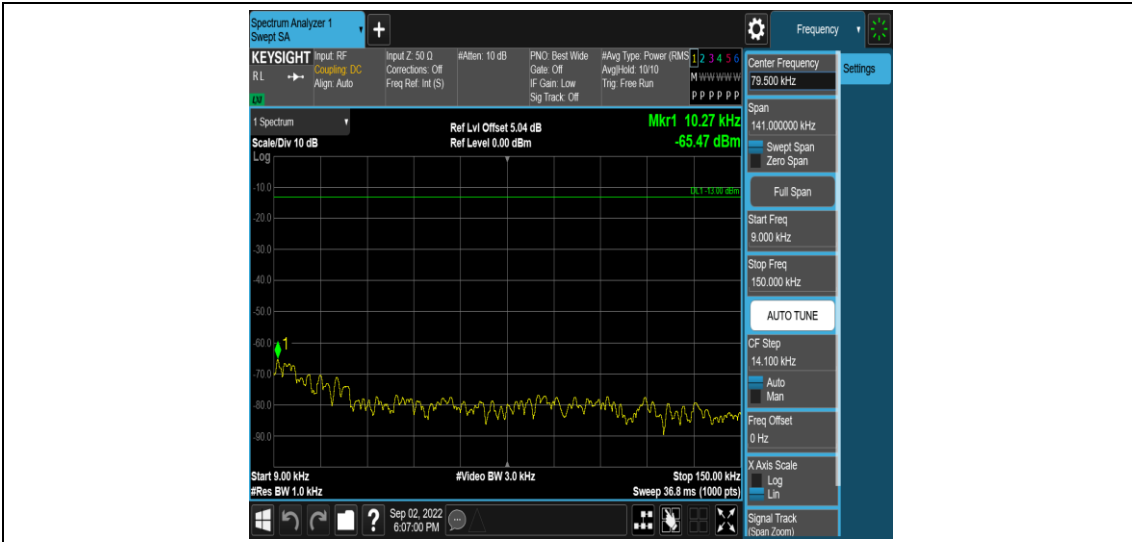 Spectrum Analyzer 1
Swept SA
+
Frequency
KEYSIGHT
RL
LXI
Input: RF
Coupling: DC
Align: Auto
Input Z: 50 Ω
Corrections: Off
Freq Ref: Int (S)
#Atten: 10 dB
PNO: Best Wide
Gate: Off
IF Gain: Low
Sig Track: Off
#Avg Type: Power (RMS
Avg|Hold: 10/10
Trig: Free Run
1 2 3 4 5 6
M W W W W W
P P P P P P
1 Spectrum
Scale/Div 10 dB
Ref Lvl Offset 5.04 dB
Ref Level 0.00 dBm
Mkr1 10.27 kHz
-65.47 dBm
Log
DL1 -13.00 dBm
-10.0
-20.0
-30.0
-40.0
-50.0
-60.0
-70.0
-80.0
-90.0
1
Start 9.00 kHz
#Res BW 1.0 kHz
#Video BW 3.0 kHz
Stop 150.00 kHz
Sweep 36.8 ms (1000 pts)
Center Frequency
79.500 kHz
Settings
Span
141.000000 kHz
Swept Span
Zero Span
Full Span
Start Freq
9.000 kHz
Stop Freq
150.000 kHz
AUTO TUNE
CF Step
14.100 kHz
Auto
Man
Freq Offset
0 Hz
X Axis Scale
Log
Lin
Signal Track
(Span Zoom)
?
Sep 02, 2022
6:07:00 PM